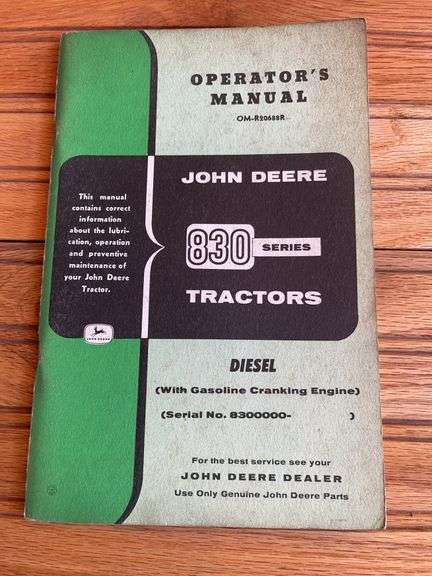 OPERATOR'S
MANUAL
OM-R20688R
This manual
contains correct
information
about the lubri-
cation, operation
and preventive
maintenance of
your John Deere
Tractor.
JOHN DEERE
JOHN DEERE
830 SERIES
TRACTORS
DIESEL
(With Gasoline Cranking Engine)
(Serial No. 8300000- )
For the best service see your
JOHN DEERE DEALER
Use Only Genuine John Deere Parts